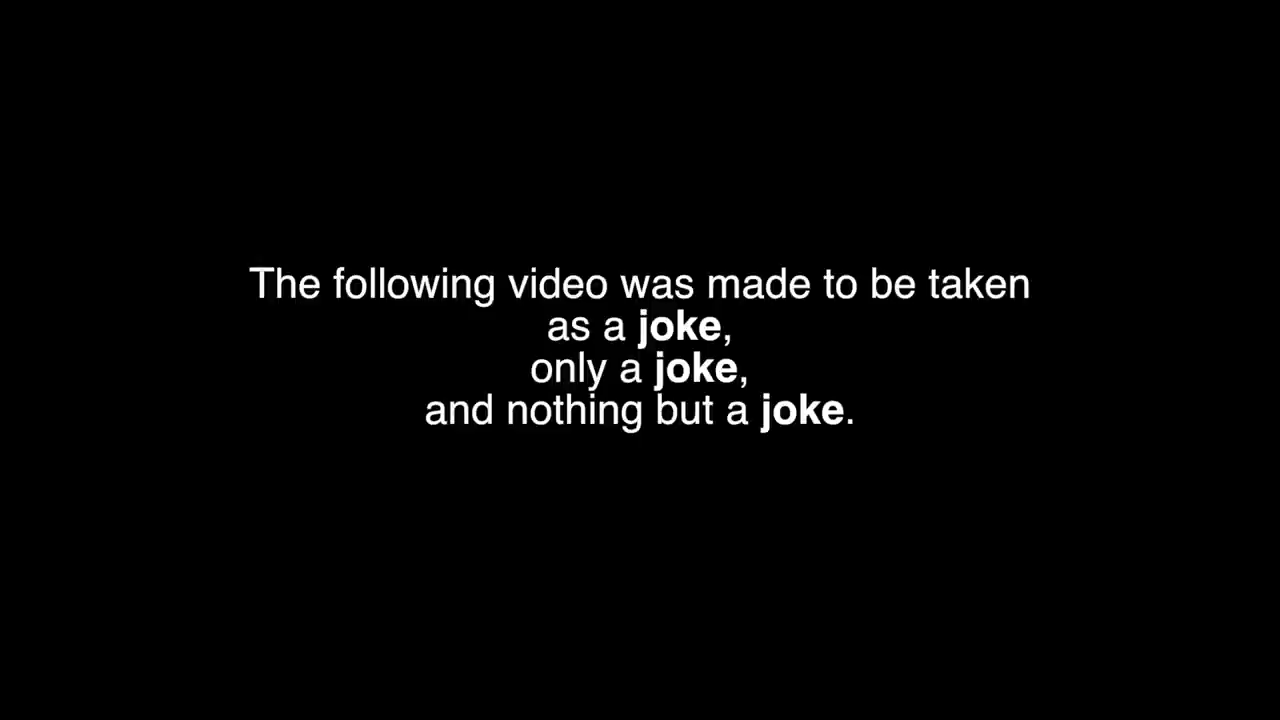 The following video was made to be taken
as a joke,
only a joke,
and nothing but a joke.